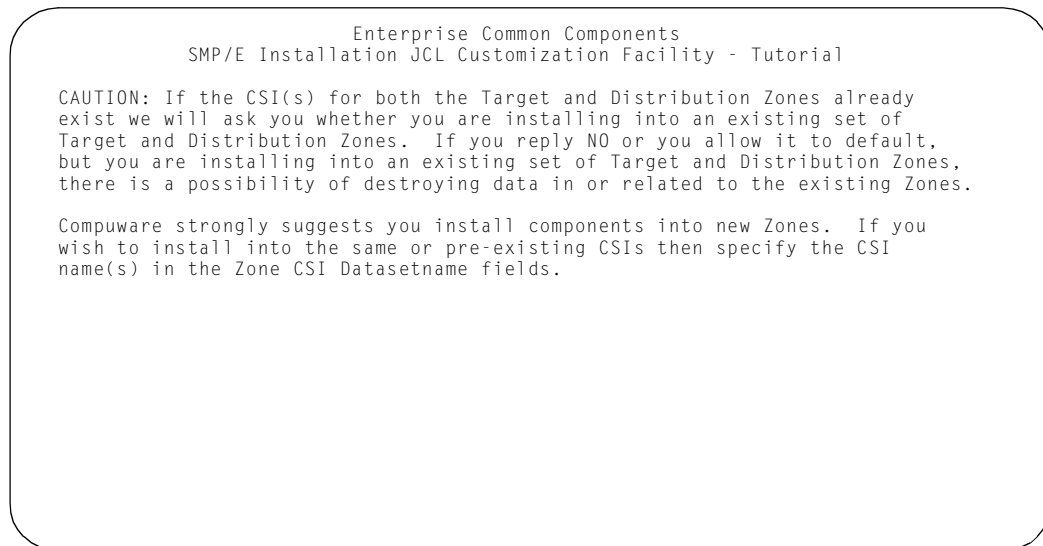 Enterprise Common Components
SMP/E Installation JCL Customization Facility - Tutorial
CAUTION: If the CSI(s) for both the Target and Distribution Zones already
exist we will ask you whether you are installing into an existing set of
Target and Distribution Zones.  If you reply NO or you allow it to default,
but you are installing into an existing set of Target and Distribution Zones,
there is a possibility of destroying data in or related to the existing Zones.
Compuware strongly suggests you install components into new Zones.  If you
wish to install into the same or pre-existing CSIs then specify the CSI
name(s) in the Zone CSI Datasetname fields.